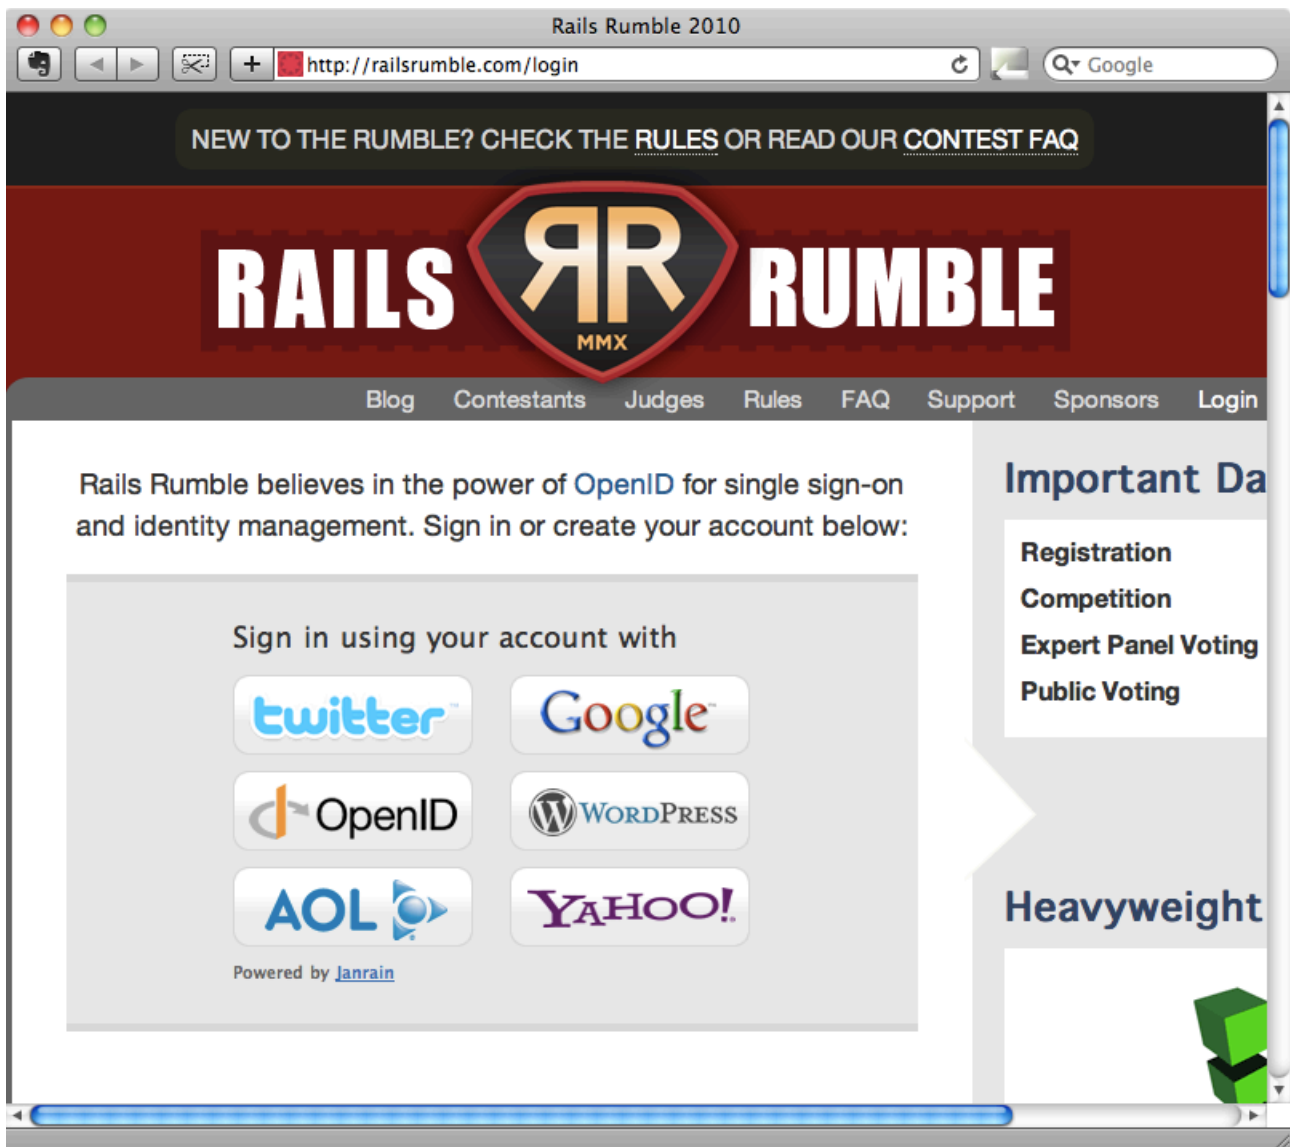 Rails Rumble 2010
http://railsrumble.com/login
Google
NEW TO THE RUMBLE? CHECK THE RULES OR READ OUR CONTEST FAQ
RAILS RR RUMBLE
MMX
Blog Contestants Judges Rules FAQ Support Sponsors Login
Rails Rumble believes in the power of OpenID for single sign-on
and identity management. Sign in or create your account below:
Sign in using your account with
twitter™ Google™
OpenID WORDPRESS
AOL YAHOO!
Powered by Janrain
Important Da
Registration
Competition
Expert Panel Voting
Public Voting
Heavyweight